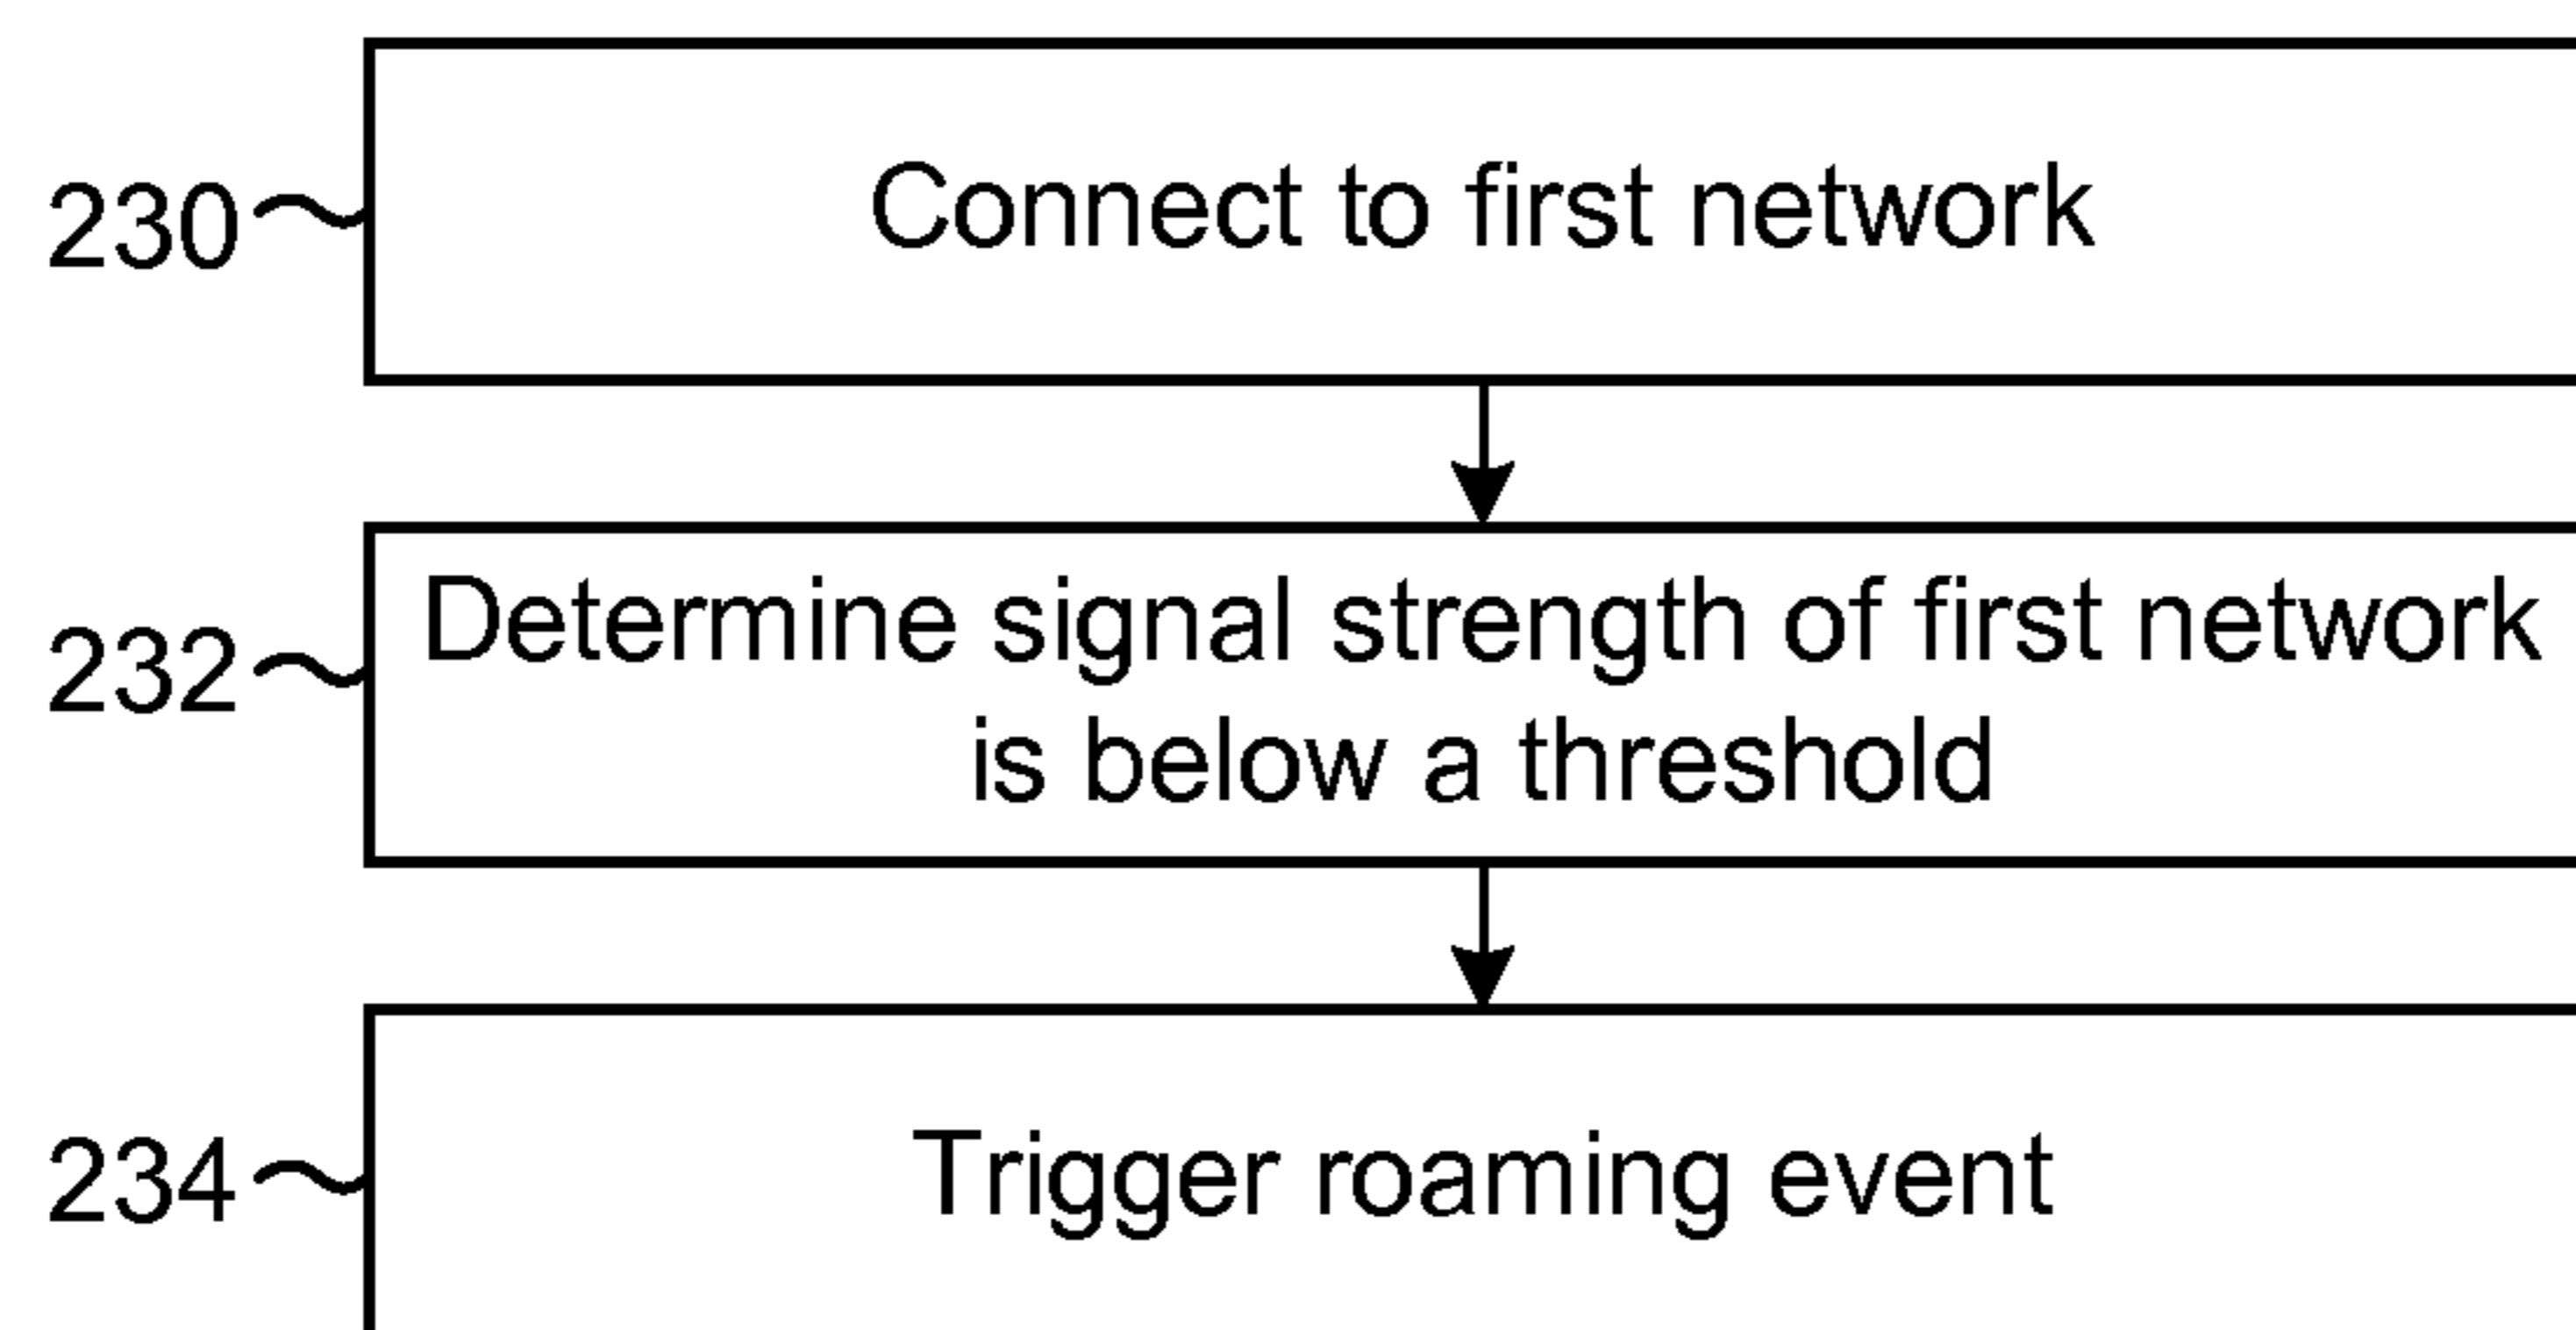 230
Connect to first network
232
Determine signal strength of first network
is below a threshold
234
Trigger roaming event